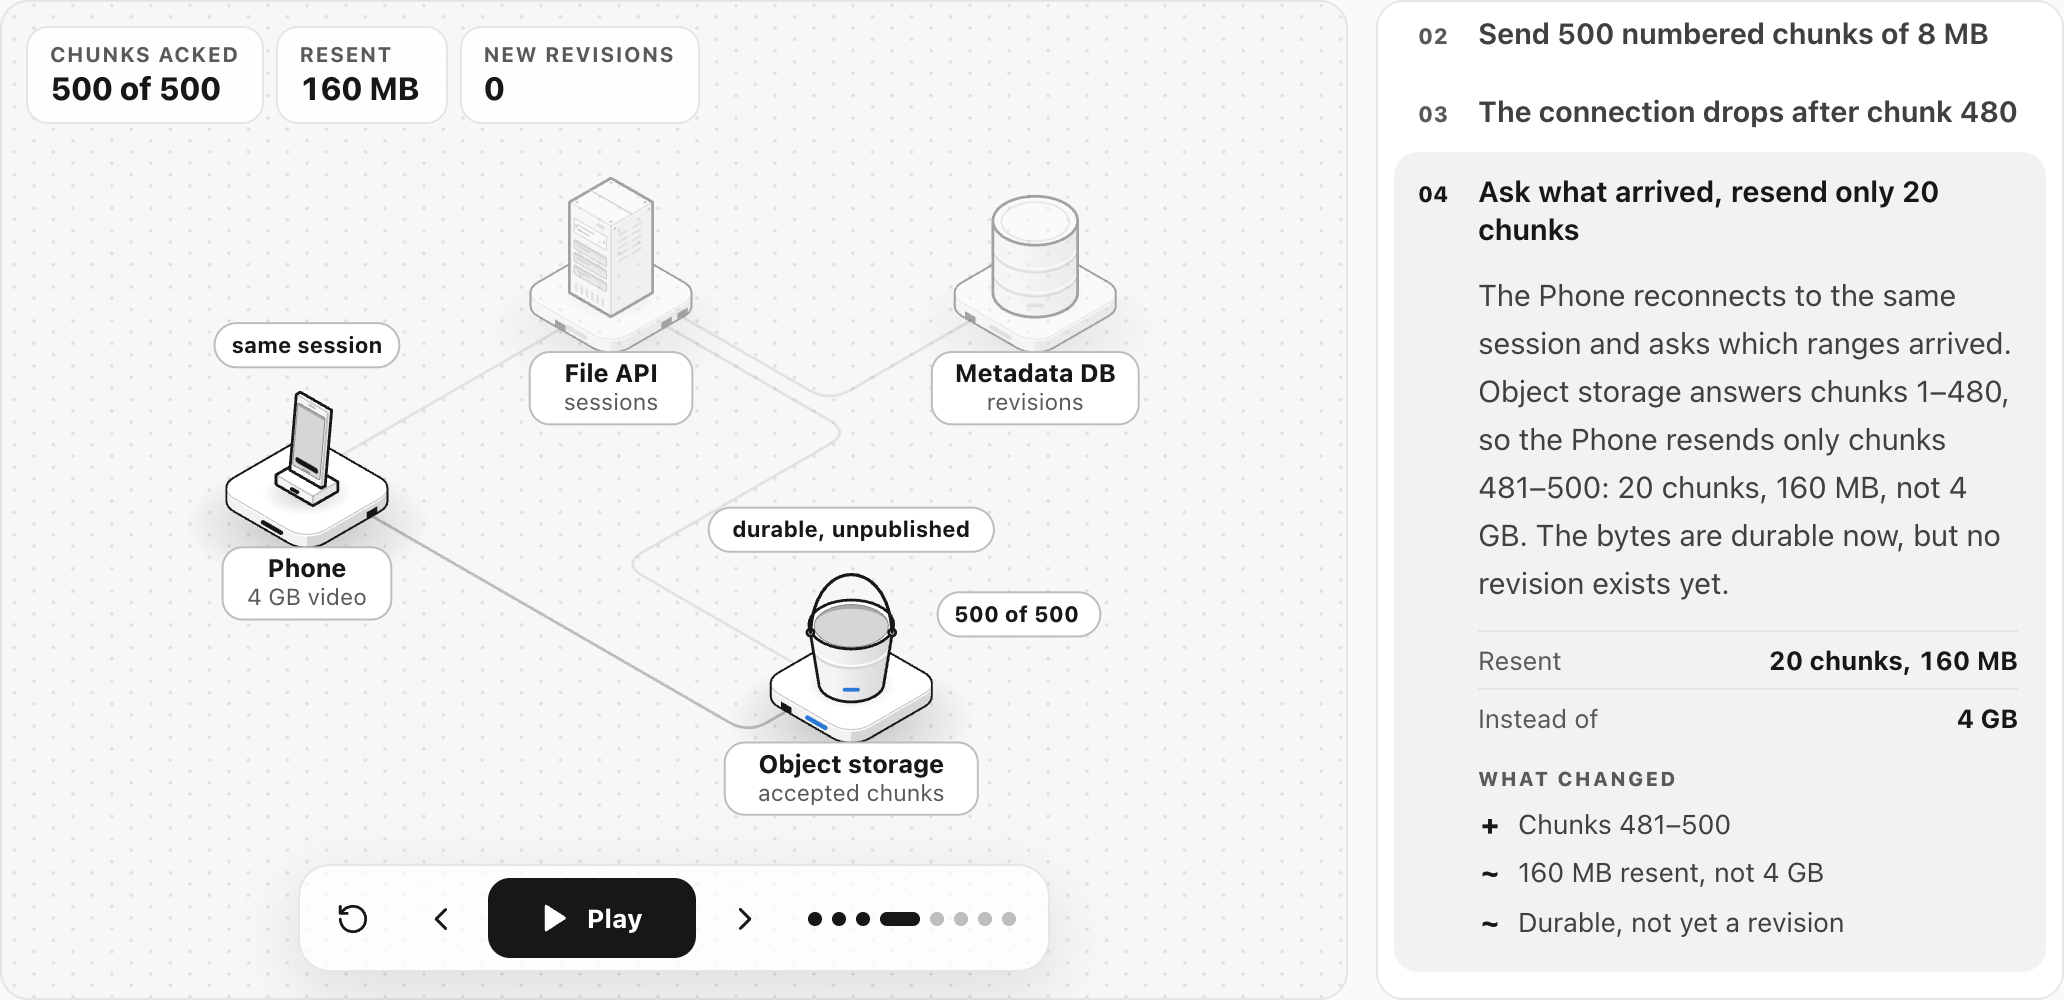 CHUNKS ACKED
500 of 500
RESENT
160 MB
NEW REVISIONS
0
File API
sessions
Metadata DB
revisions
same session
Phone
4 GB video
durable, unpublished
500 of 500
Object storage
accepted chunks
Play
02 Send 500 numbered chunks of 8 MB
03 The connection drops after chunk 480
04 Ask what arrived, resend only 20
chunks
The Phone reconnects to the same
session and asks which ranges arrived.
Object storage answers chunks 1–480,
so the Phone resends only chunks
481–500: 20 chunks, 160 MB, not 4
GB. The bytes are durable now, but no
revision exists yet.
Resent 20 chunks, 160 MB
Instead of 4 GB
WHAT CHANGED
+ Chunks 481–500
~ 160 MB resent, not 4 GB
~ Durable, not yet a revision